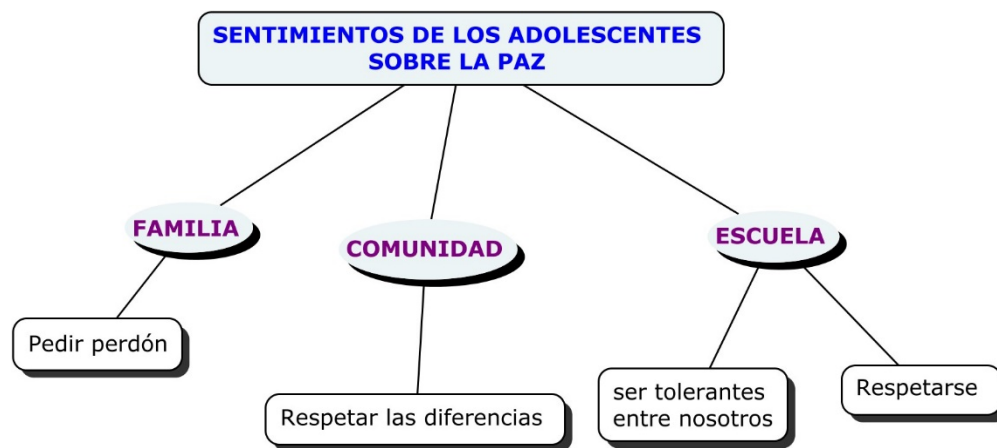 SENTIMIENTOS DE LOS ADOLESCENTES
SOBRE LA PAZ
FAMILIA
COMUNIDAD
ESCUELA
Pedir perdón
Respetar las diferencias
ser tolerantes
entre nosotros
Respetarse